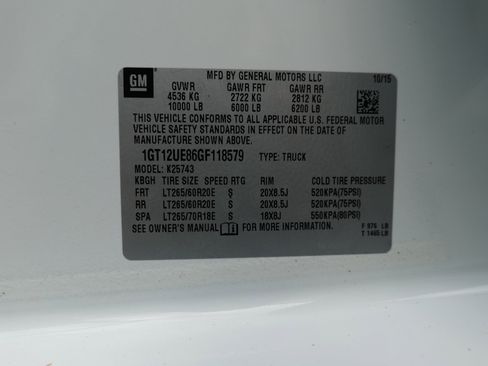 MFD BY GENERAL MOTORS LLC 10/15
GM GVWR GAWR FRT GAWR RR
4536 KG 2722 KG 2812 KG
10000 LB 6000 LB 6200 LB
THIS VEHICLE CONFORMS TO ALL APPLICABLE U.S. FEDERAL MOTOR
VEHICLE SAFETY STANDARDS IN EFFECT ON THE DATE OF
MANUFACTURE SHOWN ABOVE.
1GT12UE86GF118579 TYPE: TRUCK
MODEL: K25743
KBGH TIRE SIZE SPEED RTG RIM COLD TIRE PRESSURE
FRT LT265/60R20E S 20X8.5J 520KPA(75PSI)
RR LT265/60R20E S 20X8.5J 520KPA(75PSI)
SPA LT265/70R18E S 18X8J 550KPA(80PSI)
SEE OWNER'S MANUAL FOR MORE INFORMATION.
F 976 LB
T 1465 LB